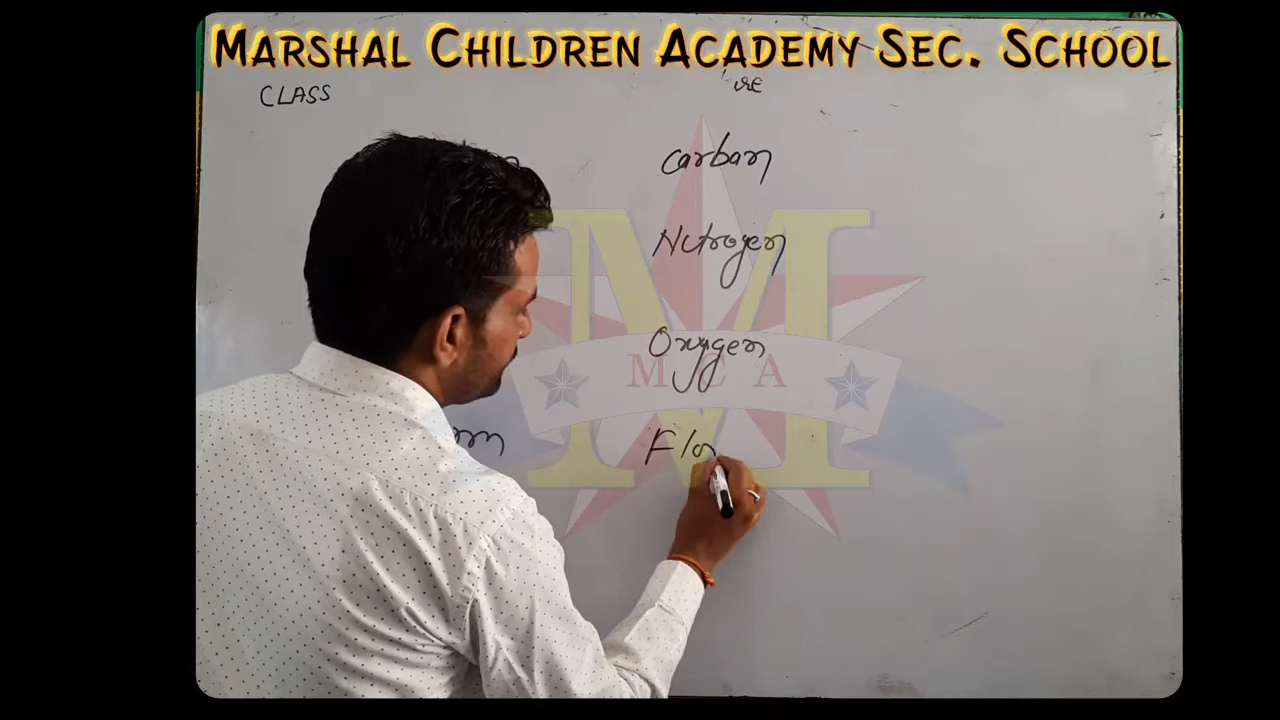 MARSHAL CHILDREN ACADEMY SEC. SCHOOL
CLASS
Carban
Nitrogen
M C A
Oxygen
Flo